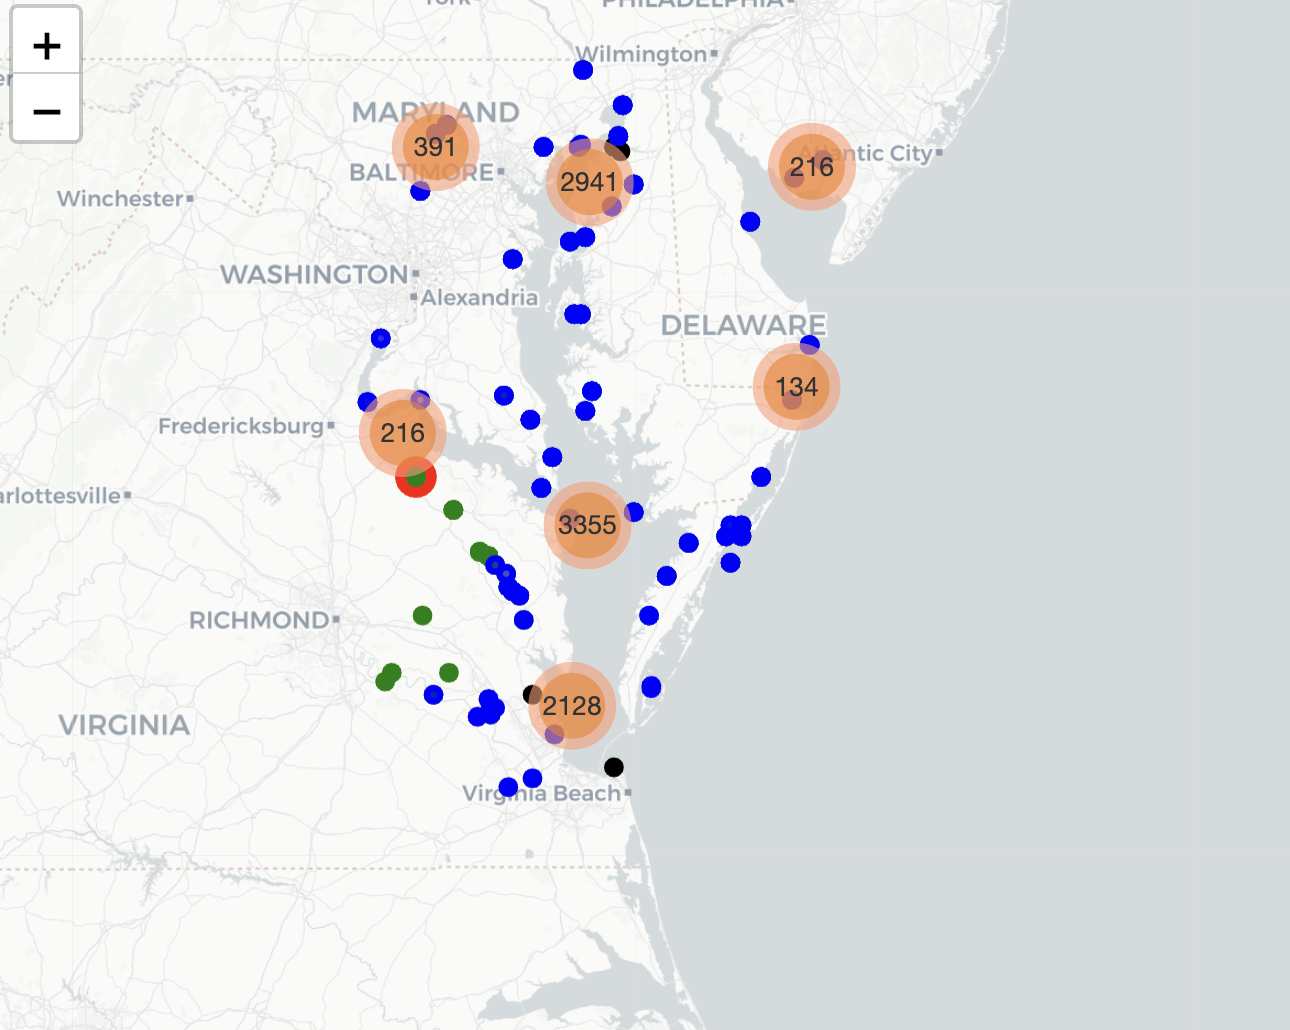 +
−
PHILADELPHIA
Wilmington
MARYLAND
391
BALTIMORE
2941
Atlantic City
216
Winchester
WASHINGTON
Alexandria
DELAWARE
134
Fredericksburg
216
arlottesville
3355
RICHMOND
2128
VIRGINIA
Virginia Beach